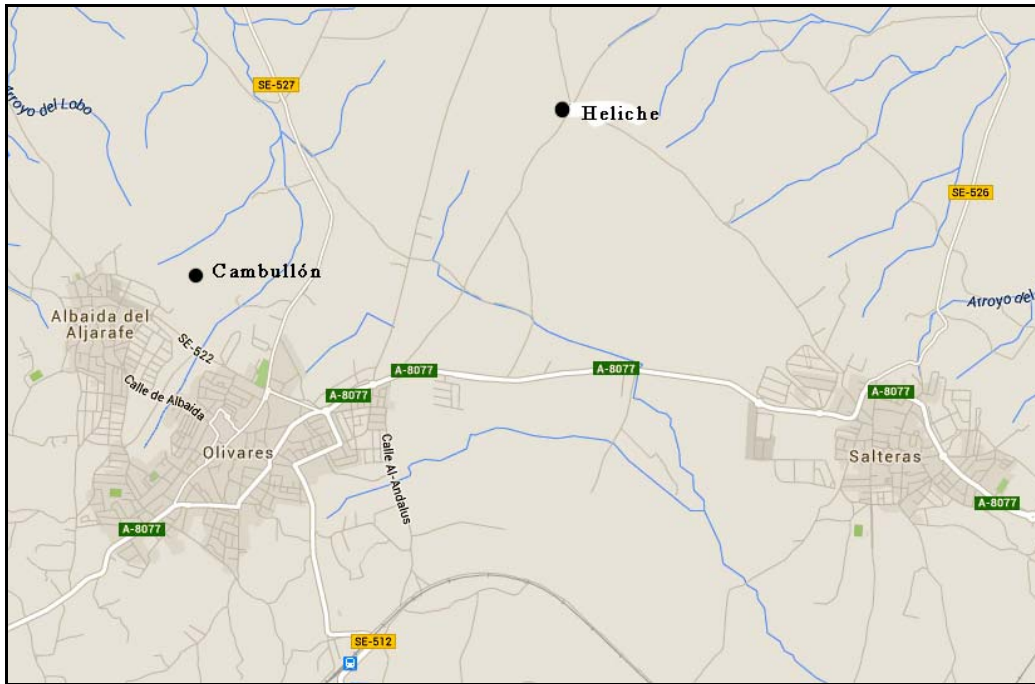 SE-527
Arroyo del Lobo
Heliche
SE-526
Cambullón
Arroyo del
Albaida del
Aljarafe
SE-522
A-8077
A-8077
A-8077
A-8077
Calle de Albaida
Olivares
Calle Al-Andalus
Salteras
A-8077
A-8077
SE-512